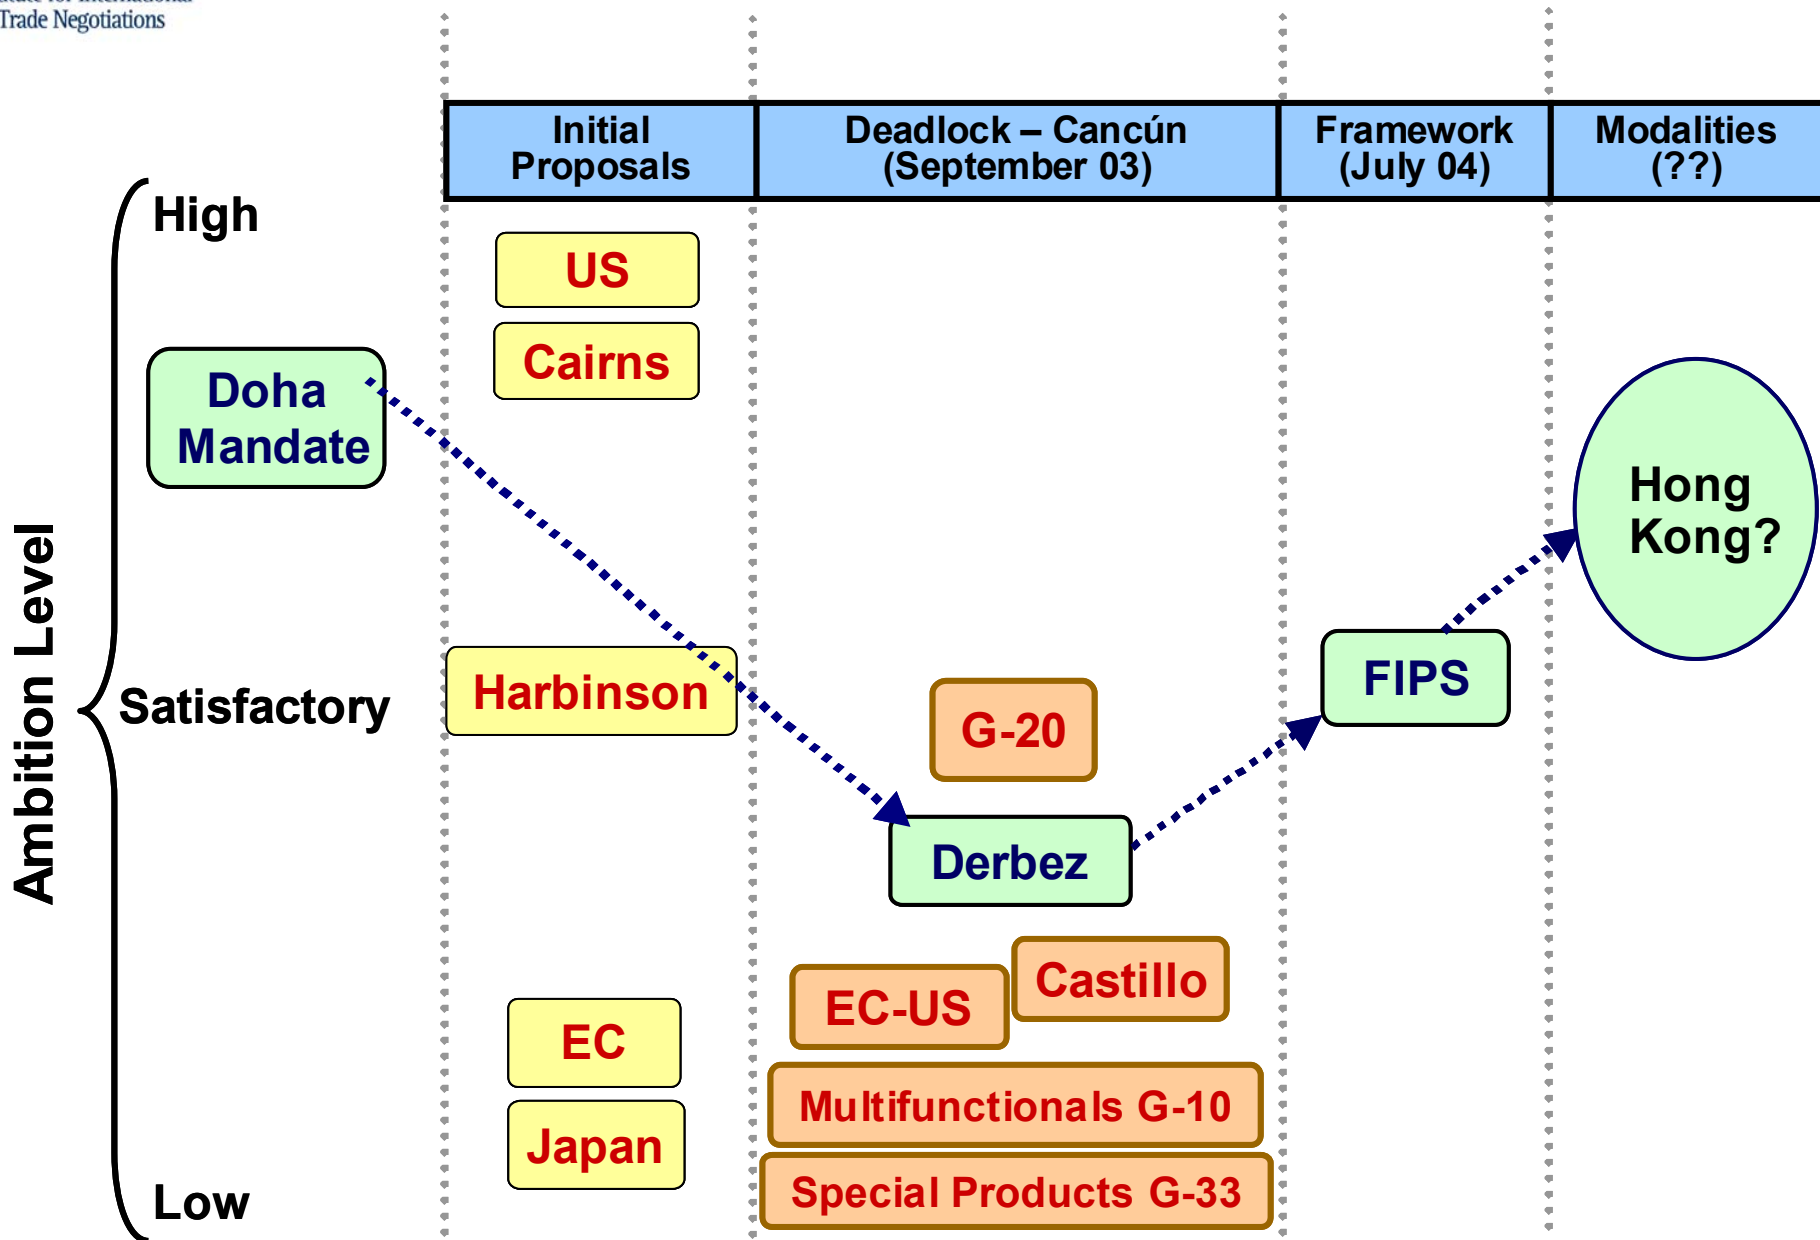 Trade Negotiations
Initial
Proposals
Deadlock – Cancún
(September 03)
Framework
(July 04)
Modalities
(??)
High
US
Cairns
Doha
Mandate
Hong
Kong?
Ambition Level
Satisfactory
Harbinson
G-20
FIPS
Derbez
Castillo
EC-US
EC
Multifunctionals G-10
Japan
Special Products G-33
Low